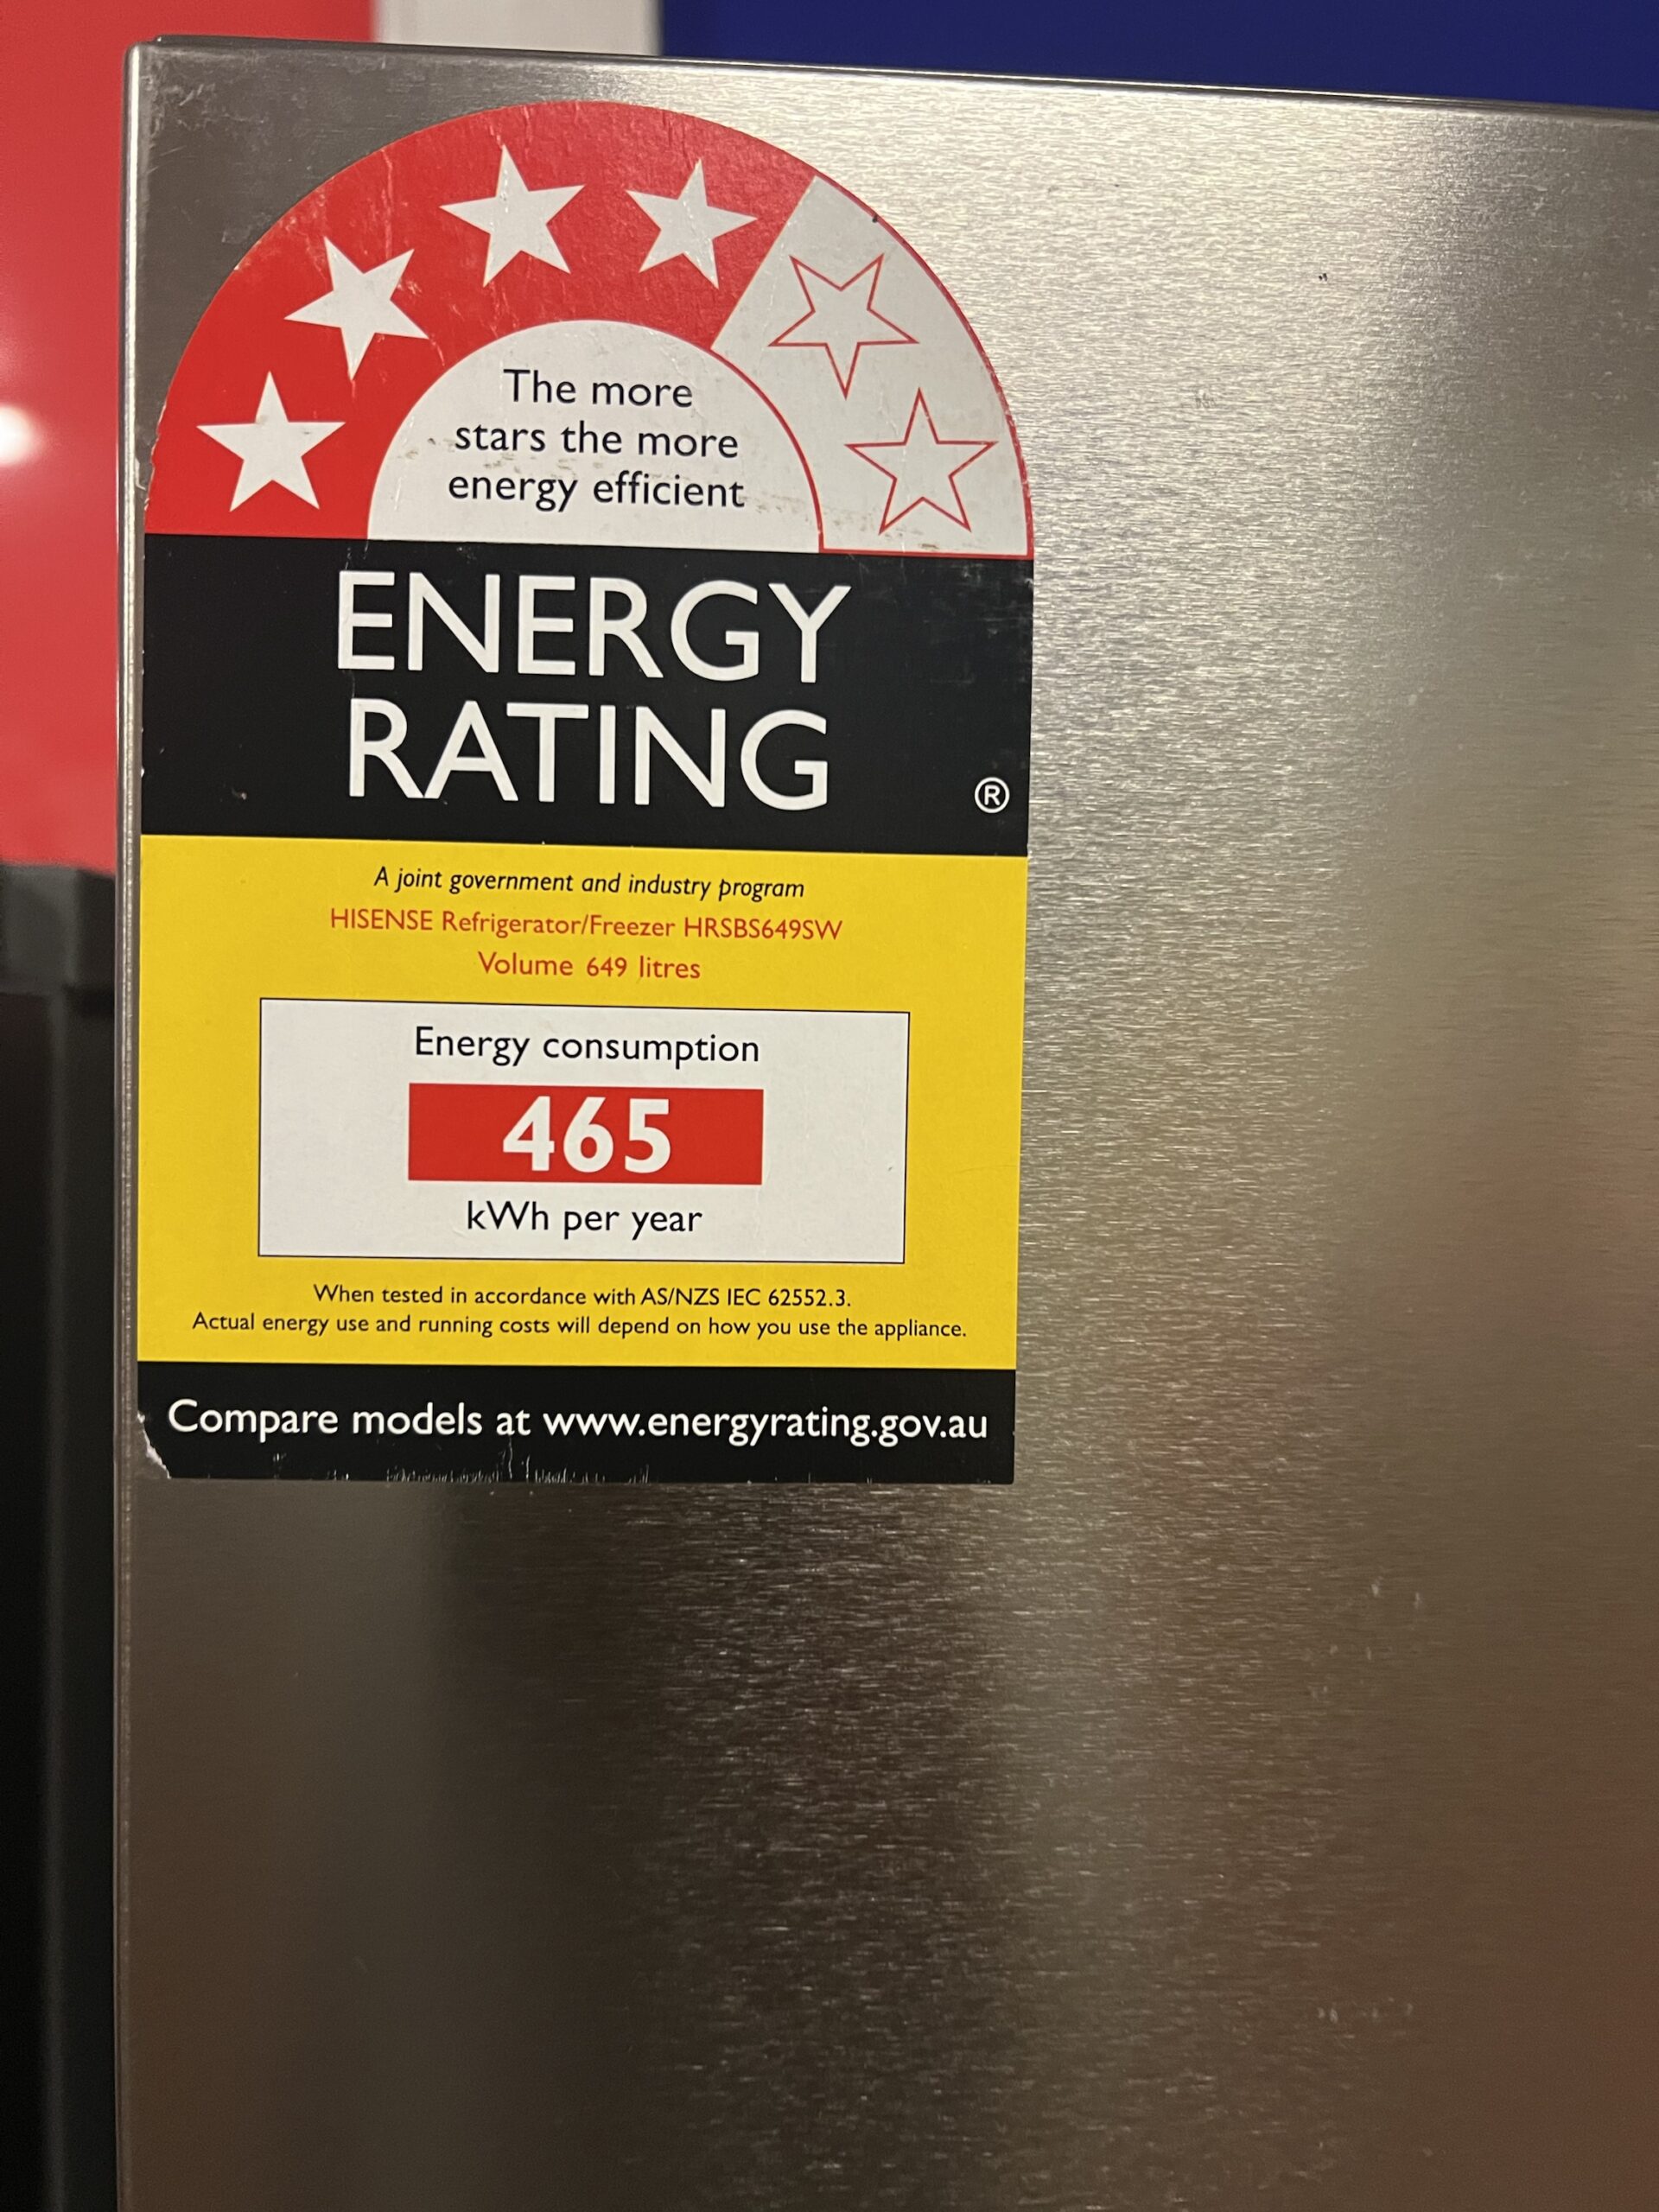 The more
stars the more
energy efficient
ENERGY
RATING
®
A joint government and industry program
HISENSE Refrigerator/Freezer HRSBS649SW
Volume 649 litres
Energy consumption
465
kWh per year
When tested in accordance with AS/NZS IEC 62552.3.
Actual energy use and running costs will depend on how you use the appliance.
Compare models at www.energyrating.gov.au